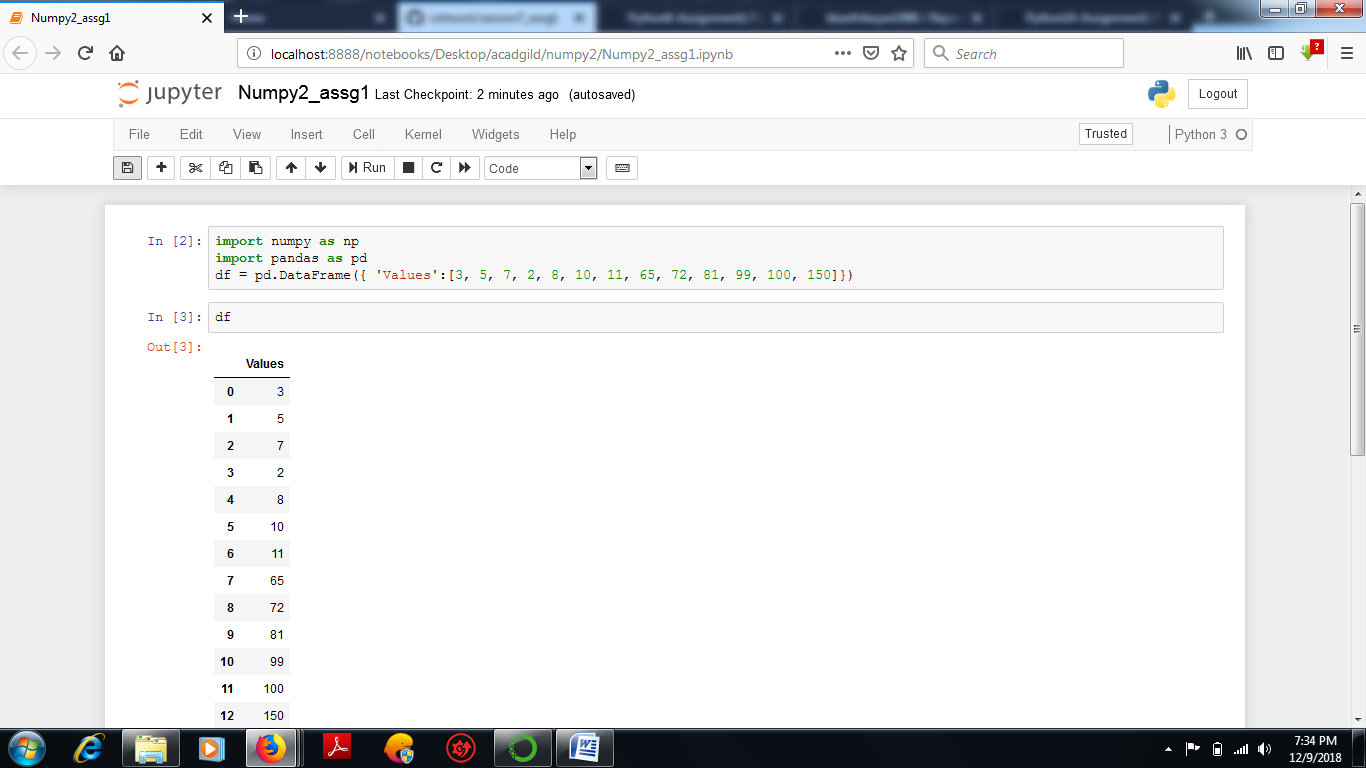 Numpy2_assg1
localhost:8888/notebooks/Desktop/acadgild/numpy2/Numpy2_assg1.ipynb
Search
jupyter Numpy2_assg1 Last Checkpoint: 2 minutes ago (autosaved)
Logout
File Edit View Insert Cell Kernel Widgets Help
Trusted
Python 3
Run
Code
In [2]: import numpy as np
import pandas as pd
df = pd.DataFrame({ 'Values':[3, 5, 7, 2, 8, 10, 11, 65, 72, 81, 99, 100, 150]})
In [3]: df
Out[3]:
Values
0 3
1 5
2 7
3 2
4 8
5 10
6 11
7 65
8 72
9 81
10 99
11 100
12 150
7:34 PM
12/9/2018